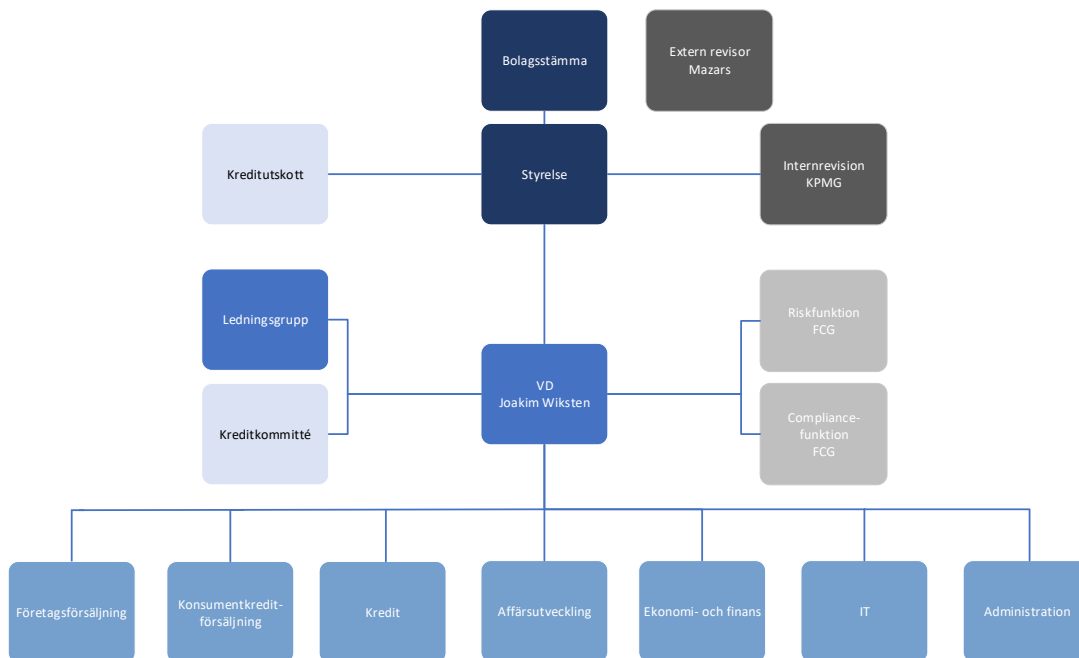 Bolagsstämma
Extern revisor
Mazars
Kreditutskott
Styrelse
Internrevision
KPMG
Ledningsgrupp
Riskfunktion
FCG
VD
Joakim Wiksten
Kreditkommitté
Compliance-
funktion
FCG
Företagsförsäljning
Konsumentkredit-
försäljning
Kredit
Affärsutveckling
Ekonomi- och finans
IT
Administration